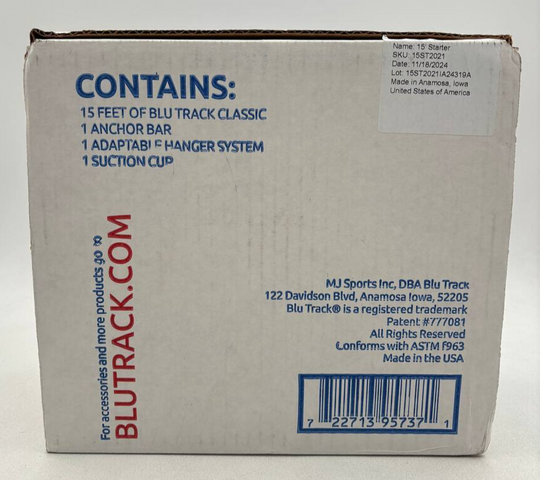 Name: 15' Starter
SKU: 15ST2021
Date: 11/18/2024
Lot: 15ST2021IA24319A
Made in Anamosa, Iowa
United States of America
CONTAINS:
15 FEET OF BLU TRACK CLASSIC
1 ANCHOR BAR
1 ADAPTABLE HANGER SYSTEM
1 SUCTION CUP
For accessories and more products go
BLUTRACK.COM
MJ Sports Inc, DBA Blu Track
122 Davidson Blvd, Anamosa Iowa, 52205
Blu Track® is a registered trademark
Patent #777081
All Rights Reserved
Conforms with ASTM f963
Made in the USA
7 22713 95737 1